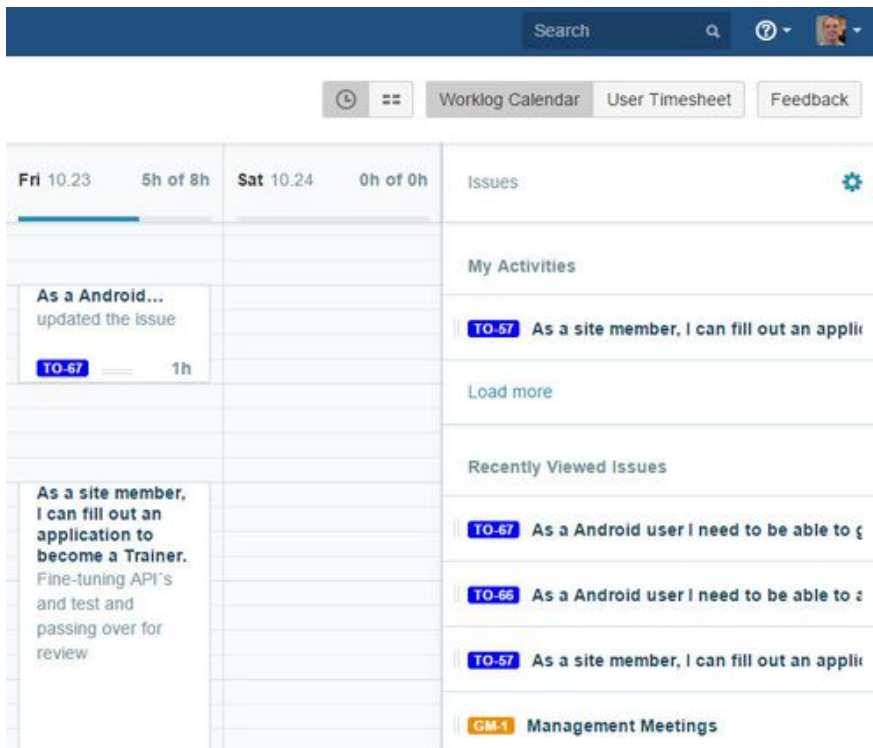 Search
Worklog Calendar User Timesheet Feedback
Fri 10.23 5h of 8h Sat 10.24 0h of 0h Issues
My Activities
As a Android...
updated the issue
TO-67 1h
TO-57 As a site member, I can fill out an applic
Load more
Recently Viewed Issues
As a site member,
I can fill out an
application to
become a Trainer.
Fine-tuning API`s
and test and
passing over for
review
TO-67 As a Android user I need to be able to g
TO-66 As a Android user I need to be able to a
TO-57 As a site member, I can fill out an applic
GM-1 Management Meetings